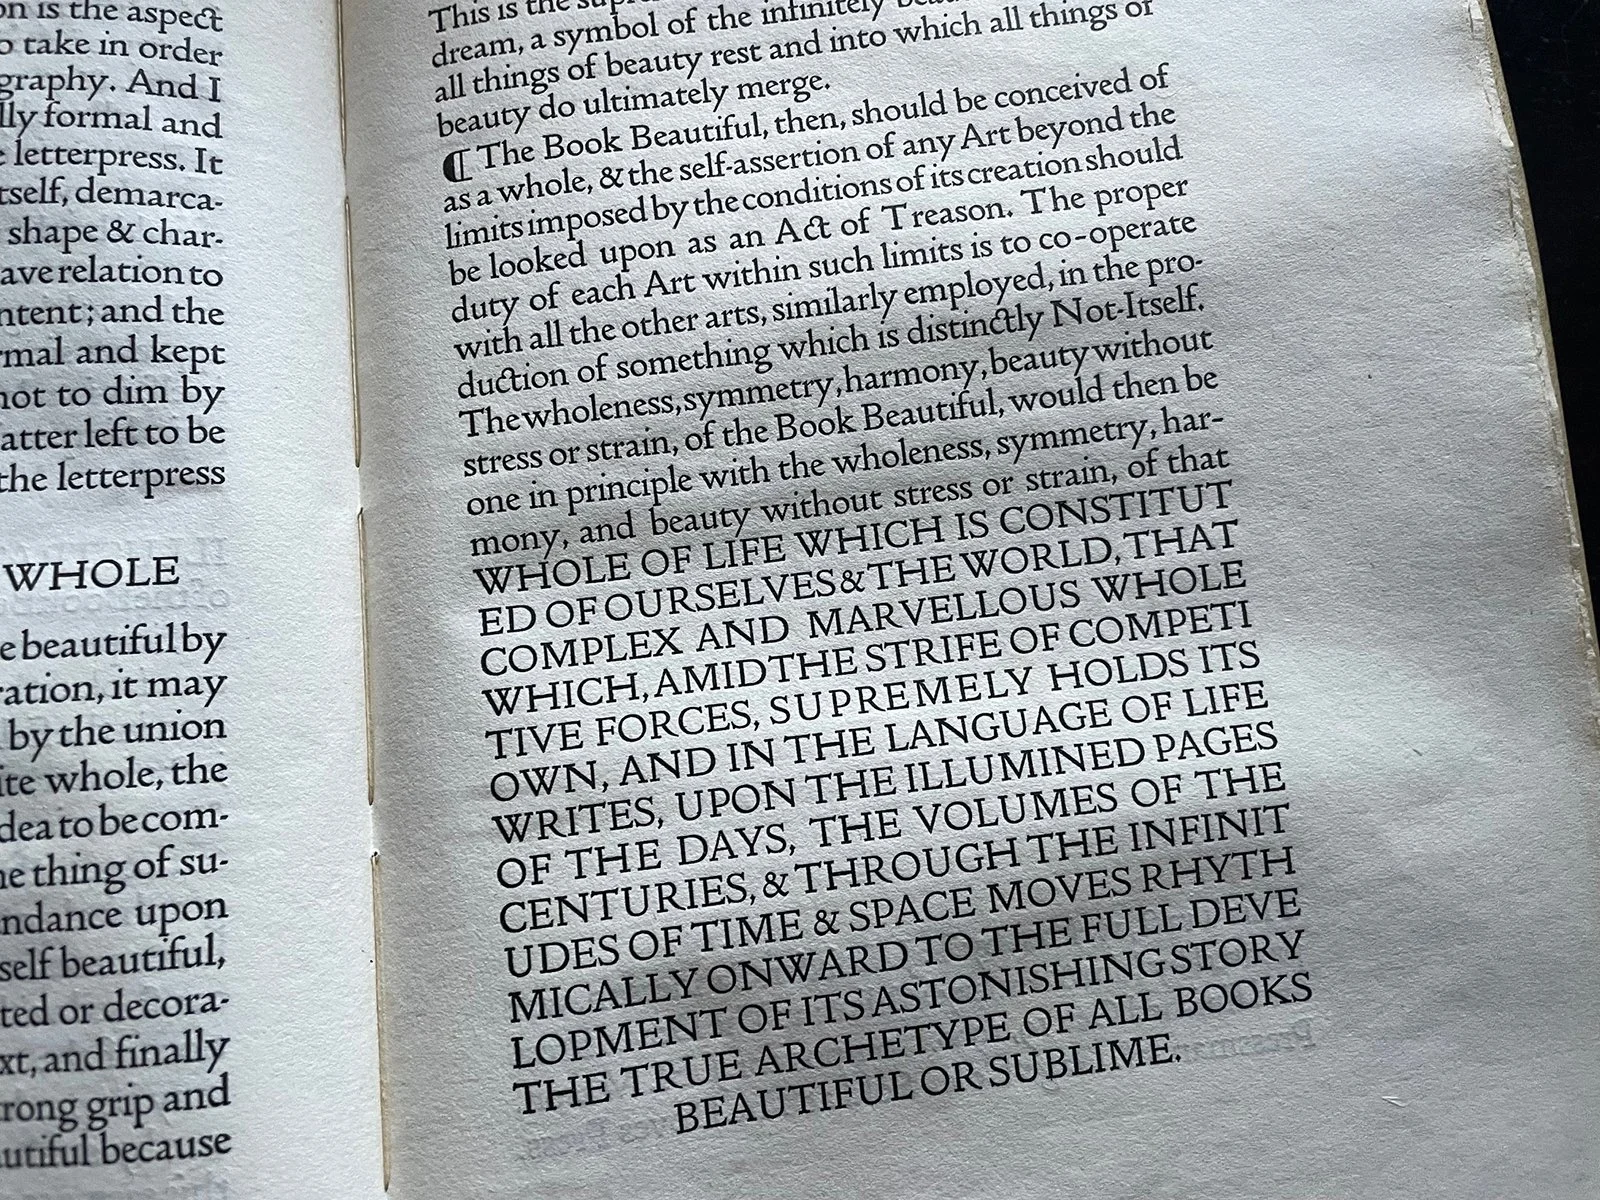 on is the aspect
o take in order
graphy. And I
lly formal and
e letterpress. It
tself, demarca-
shape & char-
ave relation to
ntent; and the
rmal and kept
not to dim by
atter left to be
the letterpress
WHOLE
e beautiful by
ration, it may
by the union
ite whole, the
dea to be com-
ne thing of su-
ndance upon
self beautiful,
ted or decora-
xt, and finally
rong grip and
utiful because
This is the
dream, a symbol of the infinitely
all things of beauty rest and into which all things of
beauty do ultimately merge.
¶ The Book Beautiful, then, should be conceived of
as a whole, & the self-assertion of any Art beyond the
limits imposed by the conditions of its creation should
be looked upon as an Act of Treason. The proper
duty of each Art within such limits is to co-operate
with all the other arts, similarly employed, in the pro-
duction of something which is distinctly Not-Itself.
The wholeness, symmetry, harmony, beauty without
stress or strain, of the Book Beautiful, would then be
one in principle with the wholeness, symmetry, har-
mony, and beauty without stress or strain, of that
WHOLE OF LIFE WHICH IS CONSTITUT
ED OF OURSELVES & THE WORLD, THAT
COMPLEX AND MARVELLOUS WHOLE
WHICH, AMID THE STRIFE OF COMPETI
TIVE FORCES, SUPREMELY HOLDS ITS
OWN, AND IN THE LANGUAGE OF LIFE
WRITES, UPON THE ILLUMINED PAGES
OF THE DAYS, THE VOLUMES OF THE
CENTURIES, & THROUGH THE INFINIT
UDES OF TIME & SPACE MOVES RHYTH
MICALLY ONWARD TO THE FULL DEVE
LOPMENT OF ITS ASTONISHING STORY
THE TRUE ARCHETYPE OF ALL BOOKS
BEAUTIFUL OR SUBLIME.